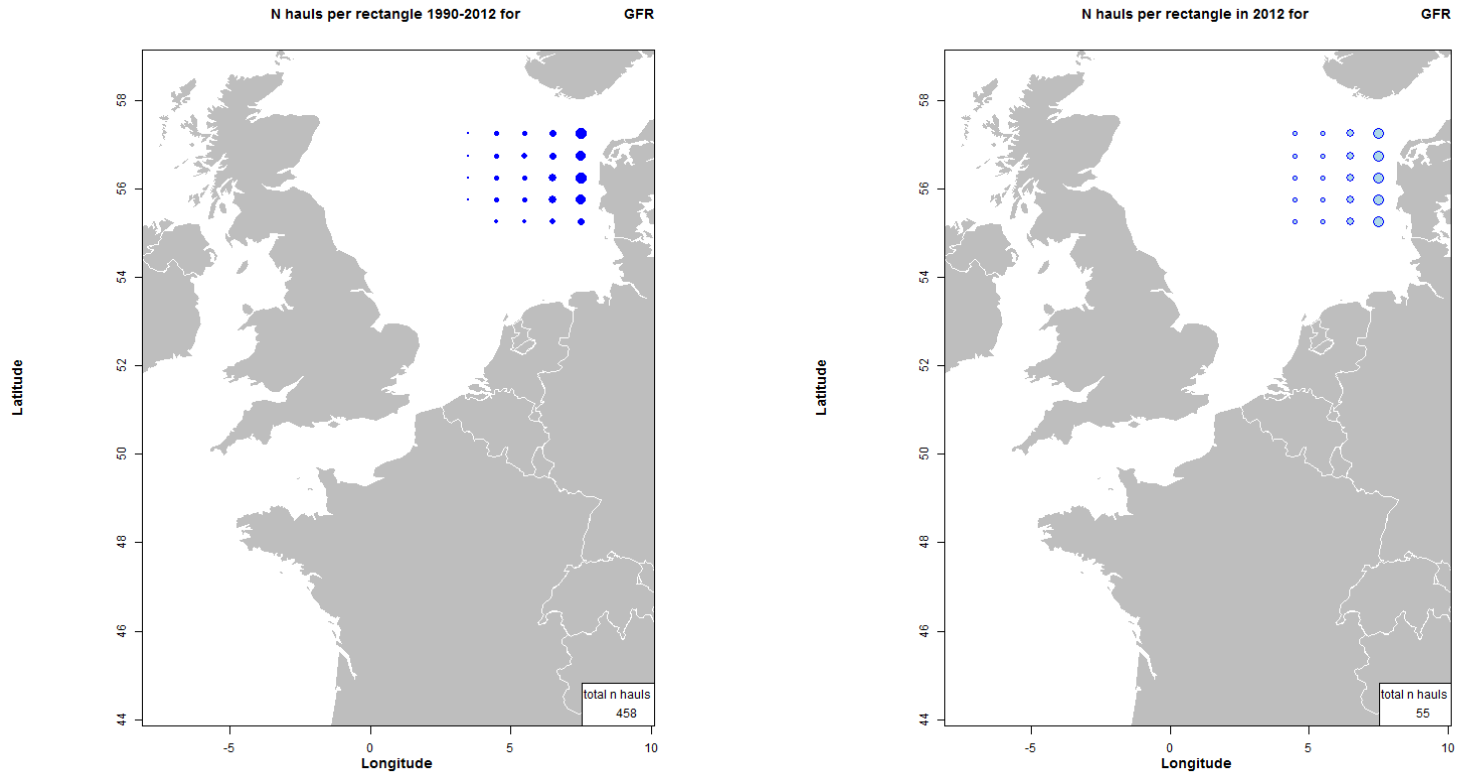 N hauls per rectangle 1990-2012 for GFR
58
56
54
52
50
48
46
44
Latitude
total n hauls
458
-5 0 5 10
Longitude
N hauls per rectangle in 2012 for GFR
58
56
54
52
50
48
46
44
Latitude
total n hauls
55
-5 0 5 10
Longitude